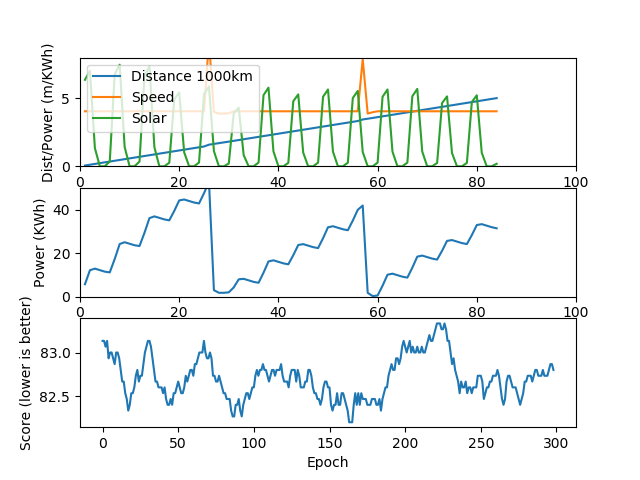 Dist/Power (m/KWh)
5
0
Distance 1000km
Speed
Solar
0 20 40 60 80 100
Power (KWh)
40
20
0
0 20 40 60 80 100
Score (lower is better)
83.0
82.5
0 50 100 150 200 250 300
Epoch